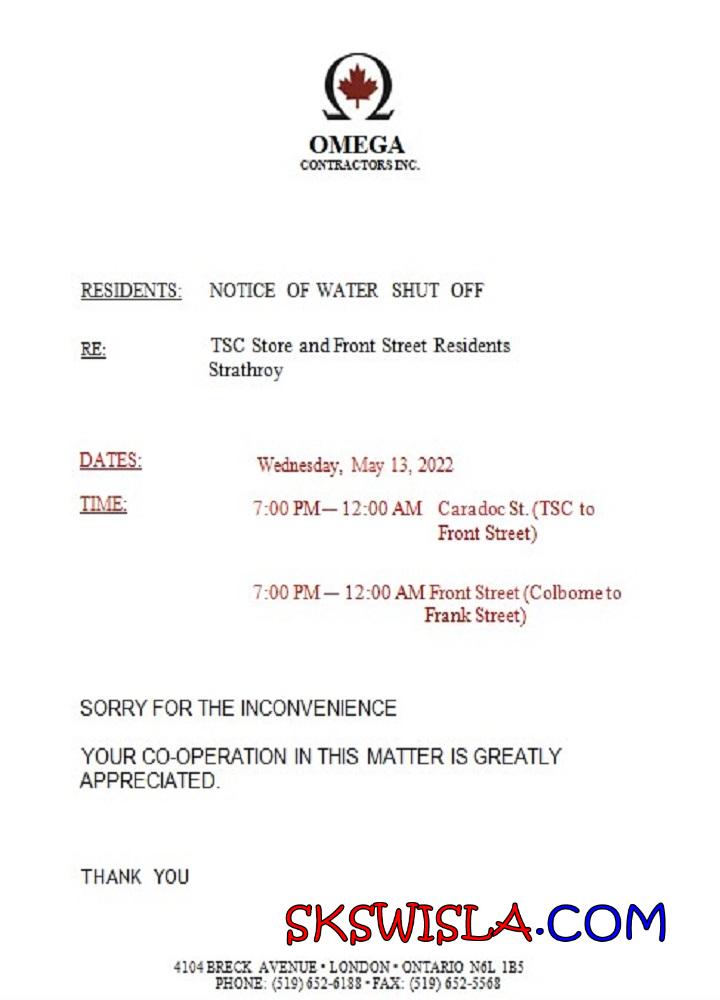 OMEGA
CONTRACTORS INC.
RESIDENTS: NOTICE OF WATER SHUT OFF
RE: TSC Store and Front Street Residents
Strathroy
DATES: Wednesday, May 13, 2022
TIME: 7:00 PM— 12:00 AM Caradoc St. (TSC to
Front Street)
7:00 PM — 12:00 AM Front Street (Colborne to
Frank Street)
SORRY FOR THE INCONVENIENCE
YOUR CO-OPERATION IN THIS MATTER IS GREATLY
APPRECIATED.
THANK YOU
SKSWISLA.COM
4104 BRECK AVENUE • LONDON • ONTARIO N6L 1B5
PHONE: (519) 652-6188 • FAX: (519) 652-5568